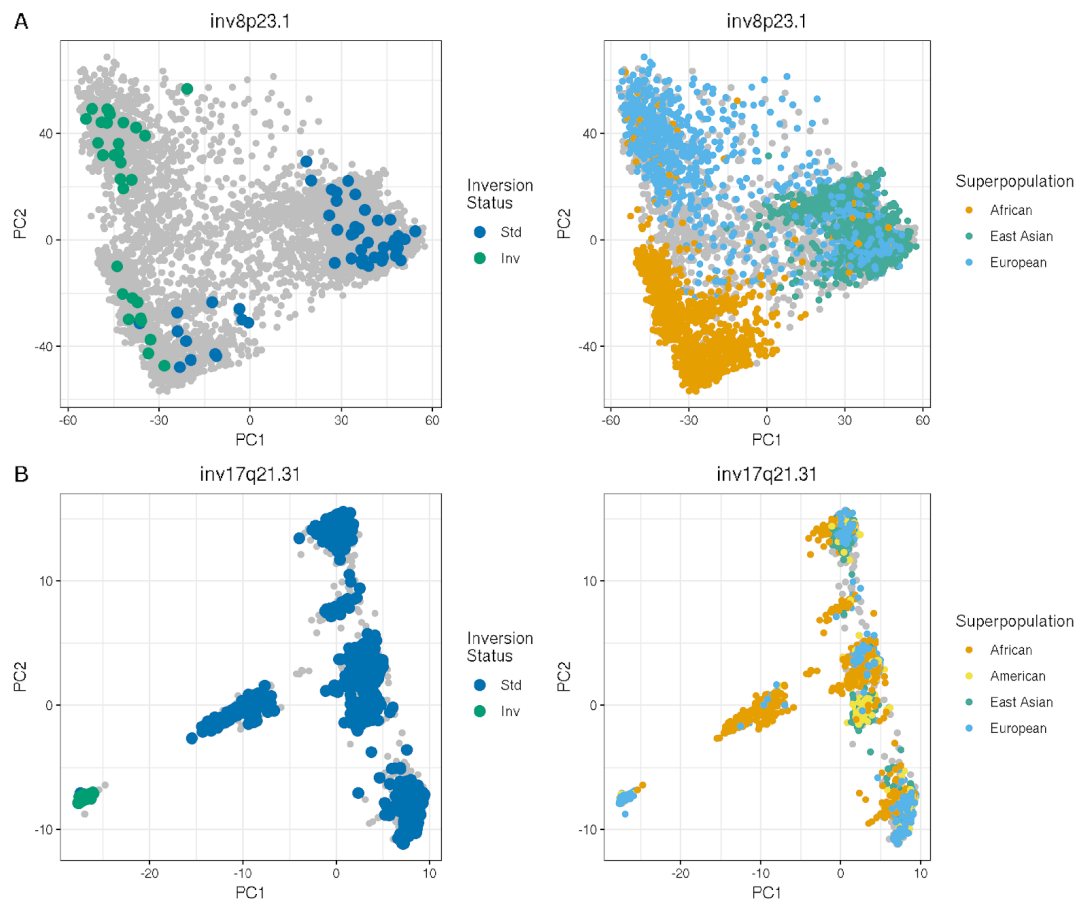 A
inv8p23.1
40
0
-40
PC2
-60
-30
0
30
60
PC1
Inversion
Status
Std
Inv
inv8p23.1
40
0
-40
PC2
-60
-30
0
30
60
PC1
Superpopulation
African
East Asian
European
B
inv17q21.31
10
0
-10
PC2
-20
-10
0
10
PC1
Inversion
Status
Std
Inv
inv17q21.31
10
0
-10
PC2
-20
-10
0
10
PC1
Superpopulation
African
American
East Asian
European